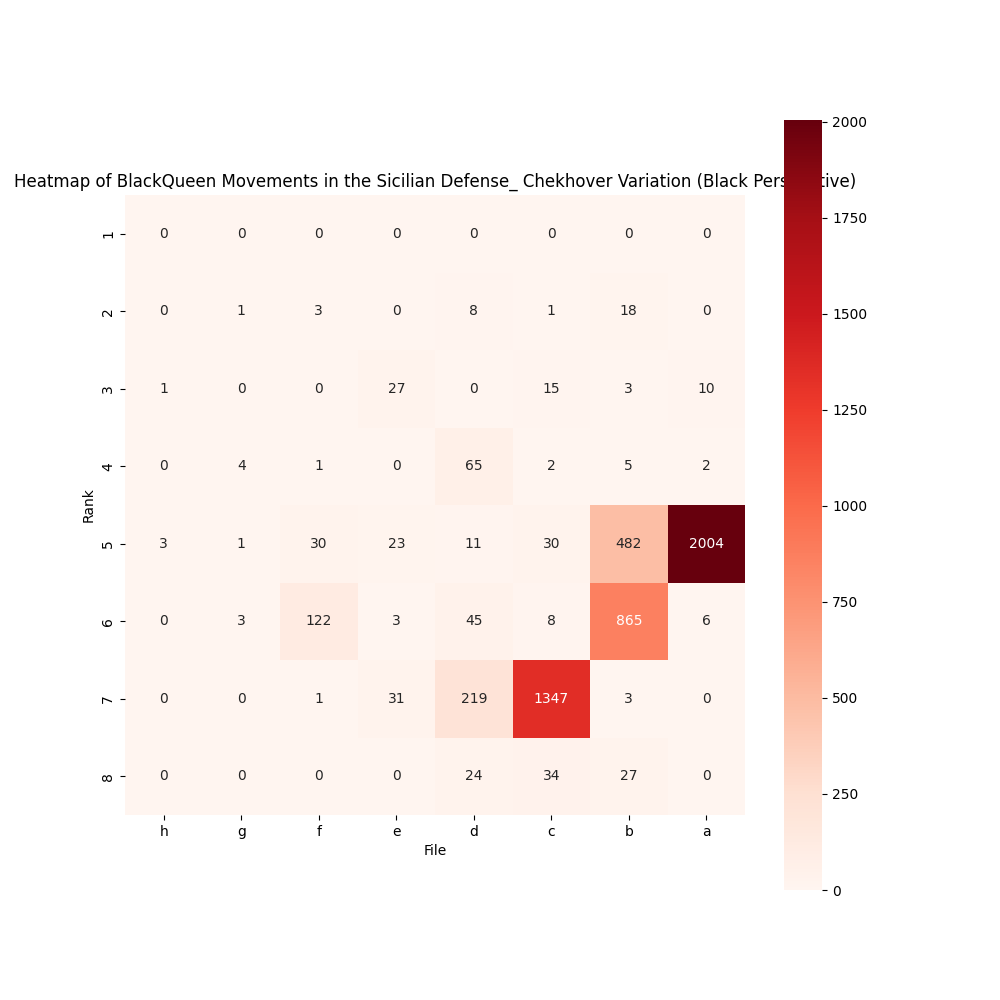 Heatmap of BlackQueen Movements in the Sicilian Defense_ Chekhover Variation (Black Perspective)
Rank
1 0 0 0 0 0 0 0 0
2 0 1 3 0 8 1 18 0
3 1 0 0 27 0 15 3 10
4 0 4 1 0 65 2 5 2
5 3 1 30 23 11 30 482 2004
6 0 3 122 3 45 8 865 6
7 0 0 1 31 219 1347 3 0
8 0 0 0 0 24 34 27 0
h g f e d c b a
File
2000
1750
1500
1250
1000
750
500
250
0